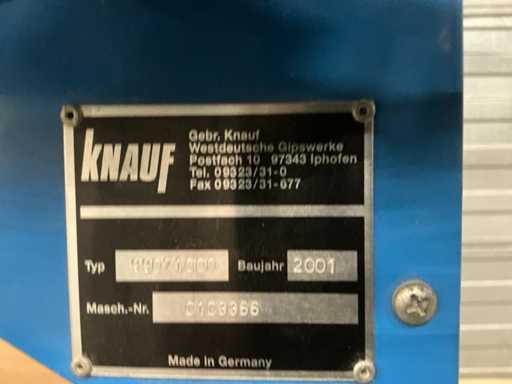 KNAUF
Gebr. Knauf
Westdeutsche Gipswerke
Postfach 10 97343 Iphofen
Tel. 09323/31-0
Fax 09323/31-877
Typ
Baujahr 2001
Masch.-Nr.
Made in Germany